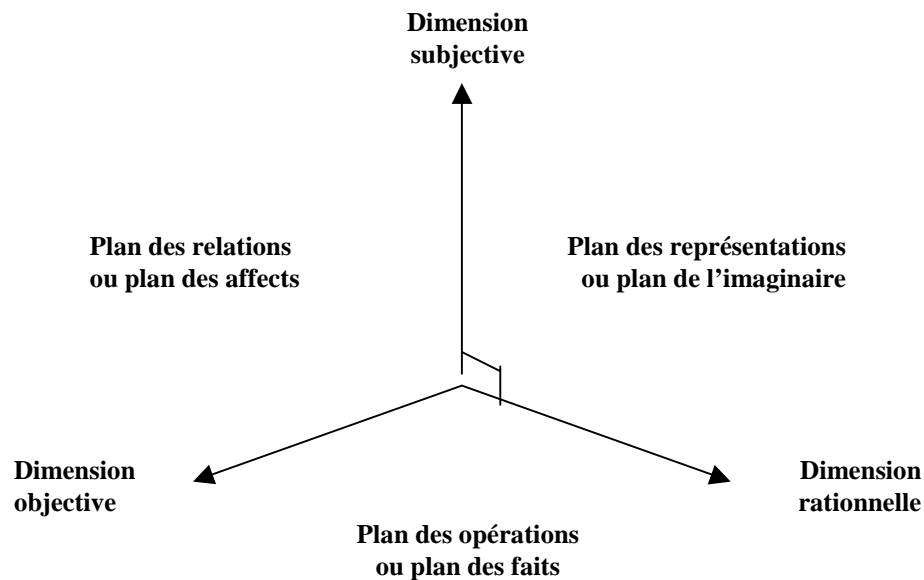 Dimension
subjective
Plan des relations
ou plan des affects
Plan des représentations
ou plan de l’imaginaire
Dimension
objective
Dimension
rationnelle
Plan des opérations
ou plan des faits